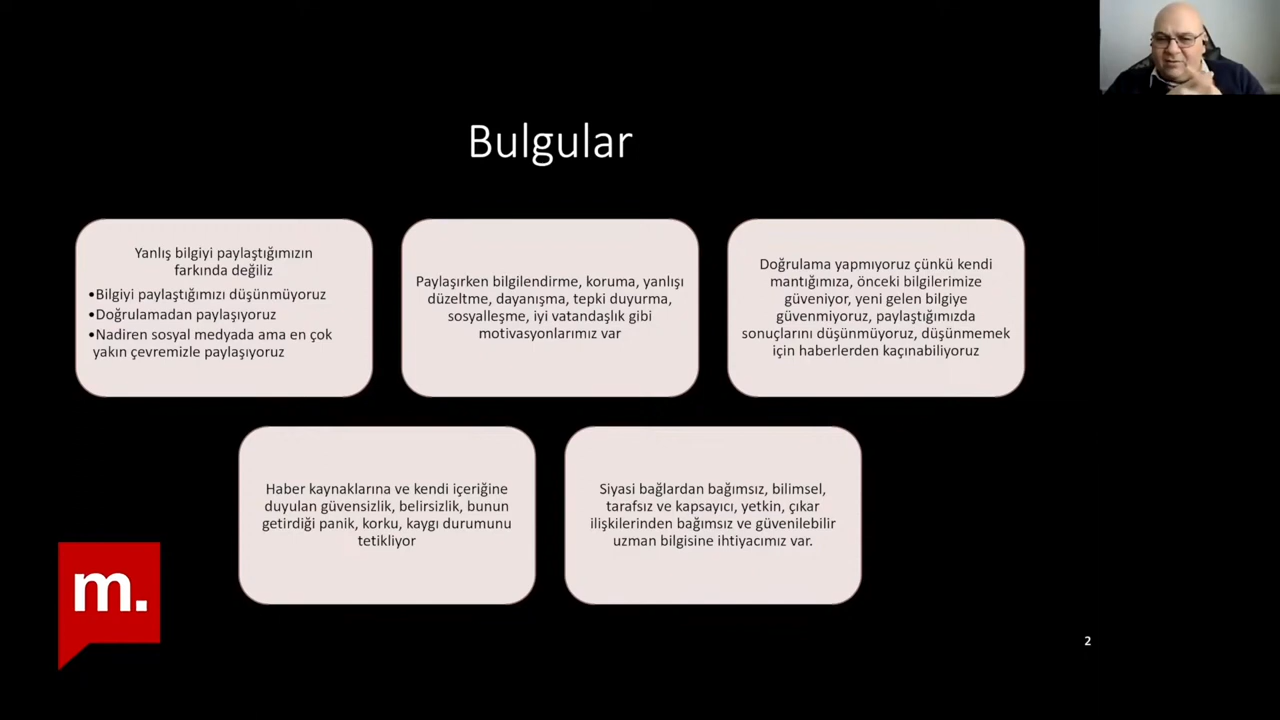 Bulgular
Yanlış bilgiyi paylaştığımızın
farkında değiliz
•Bilgiyi paylaştığımızı düşünmüyoruz
•Doğrulamadan paylaşıyoruz
•Nadiren sosyal medyada ama en çok
yakın çevremizle paylaşıyoruz
Paylaşırken bilgilendirme, koruma, yanlışı
düzeltme, dayanışma, tepki duyurma,
sosyalleşme, iyi vatandaşlık gibi
motivasyonlarımız var
Doğrulama yapmıyoruz çünkü kendi
mantığımıza, önceki bilgilerimize
güveniyor, yeni gelen bilgiye
güvenmiyoruz, paylaştığımızda
sonuçlarını düşünmüyoruz, düşünmemek
için haberlerden kaçınabiliyoruz
Haber kaynaklarına ve kendi içeriğine
duyulan güvensizlik, belirsizlik, bunun
getirdiği panik, korku, kaygı durumunu
tetikliyor
Siyasi bağlardan bağımsız, bilimsel,
tarafsız ve kapsayıcı, yetkin, çıkar
ilişkilerinden bağımsız ve güvenilebilir
uzman bilgisine ihtiyacımız var.
m.
2